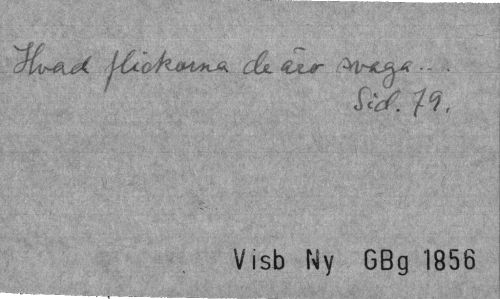 Hvad flickorna de äro svaga....
Sid. 79.
Visb Ny GBg 1856